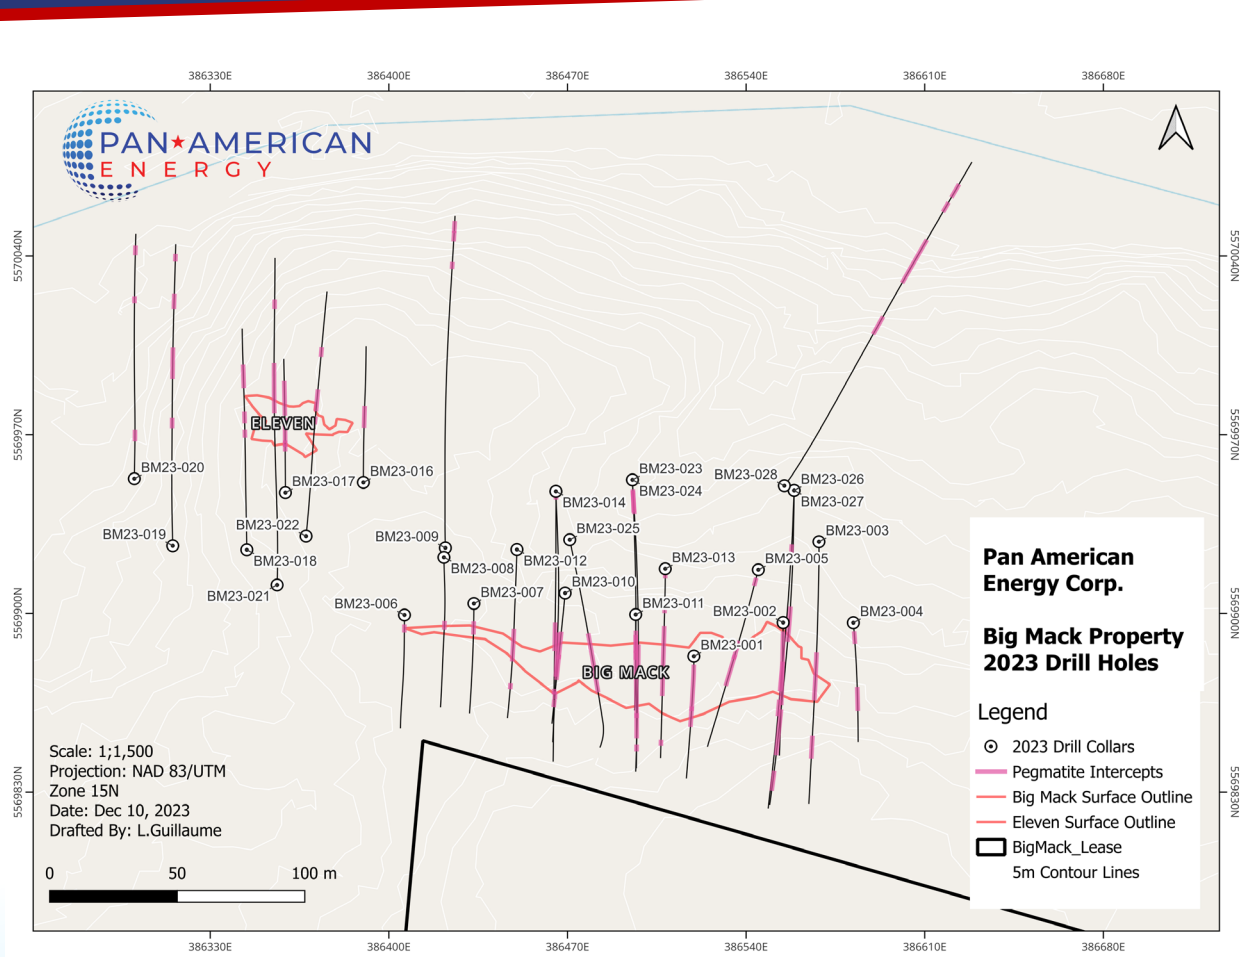 386330E 386400E 386470E 386540E 386610E 386680E
PAN★AMERICAN
ENERGY
5570040N
5570040N
5569970N
5569970N
5569900N
5569900N
5569830N
5569830N
ELEVEN
BM23-020
BM23-017
BM23-016
BM23-019
BM23-022
BM23-018
BM23-021
BM23-009
BM23-008
BM23-006
BM23-007
BM23-014
BM23-025
BM23-012
BM23-010
BM23-023
BM23-024
BM23-013
BM23-011
BM23-028
BM23-026
BM23-027
BM23-003
BM23-005
BM23-002
BM23-004
BM23-001
BIG MACK
Pan American
Energy Corp.
Big Mack Property
2023 Drill Holes
Legend
2023 Drill Collars
Pegmatite Intercepts
Big Mack Surface Outline
Eleven Surface Outline
BigMack_Lease
5m Contour Lines
Scale: 1;1,500
Projection: NAD 83/UTM
Zone 15N
Date: Dec 10, 2023
Drafted By: L.Guillaume
0 50 100 m
386330E 386400E 386470E 386540E 386610E 386680E